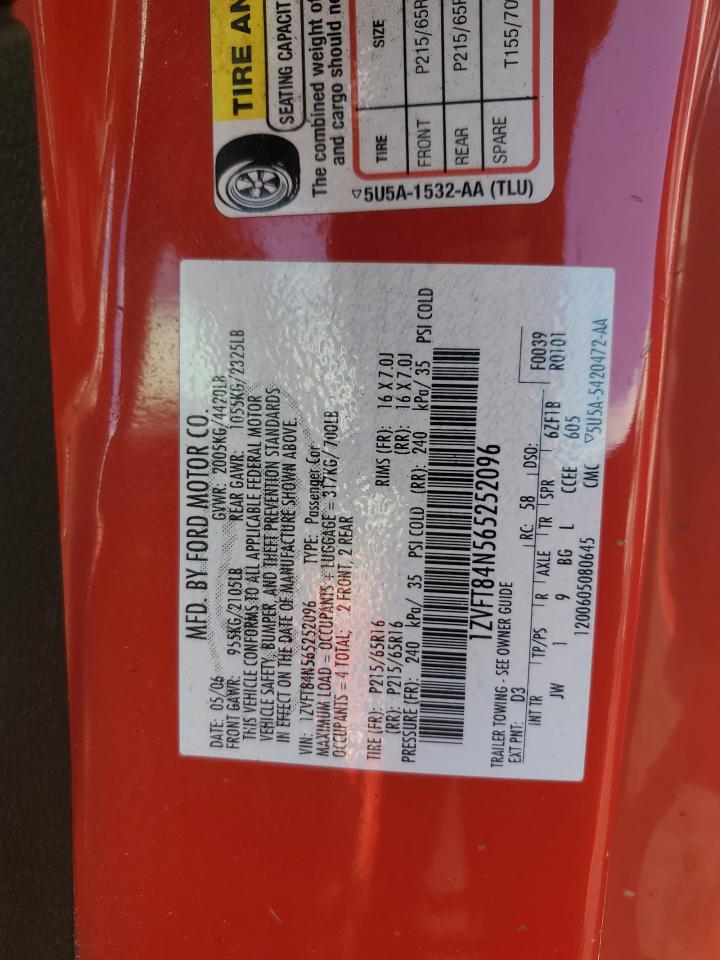 TIRE AN
SEATING CAPACIT
The combined weight of
and cargo should ne
TIRE SIZE
FRONT P215/65R
REAR P215/65R
SPARE T155/70
▽5U5A-1532-AA (TLU)
MFD. BY FORD MOTOR CO.
DATE: 05/06 GVWR: 2005KG/4420LB
FRONT GAWR: 955KG/2105LB REAR GAWR: 1055KG/2325LB
THIS VEHICLE CONFORMS TO ALL APPLICABLE FEDERAL MOTOR
VEHICLE SAFETY, BUMPER, AND THEFT PREVENTION STANDARDS
IN EFFECT ON THE DATE OF MANUFACTURE SHOWN ABOVE.
VIN: 1ZVFT84N565252096 TYPE: Passenger Car
MAXIMUM LOAD = OCCUPANTS + LUGGAGE = 317KG/700LB
OCCUPANTS = 4 TOTAL; 2 FRONT, 2 REAR
TIRE (FR): P215/65R16 RIMS (FR): 16 X 7.0J
(RR): P215/65R16 (RR): 16 X 7.0J
PRESSURE (FR): 240 kPa/ 35 PSI COLD (RR): 240 kPa/ 35 PSI COLD
1ZVFT84N565252096
TRAILER TOWING - SEE OWNER GUIDE
EXT PNT: D3 RC: 58 DSO: F0039
INT TR TP/PS R AXLE TR SPR 6ZF1B R0101
JW 1 9 BG L CCEE 605
1200605080645 CMC ▽5U5A-5420472-AA